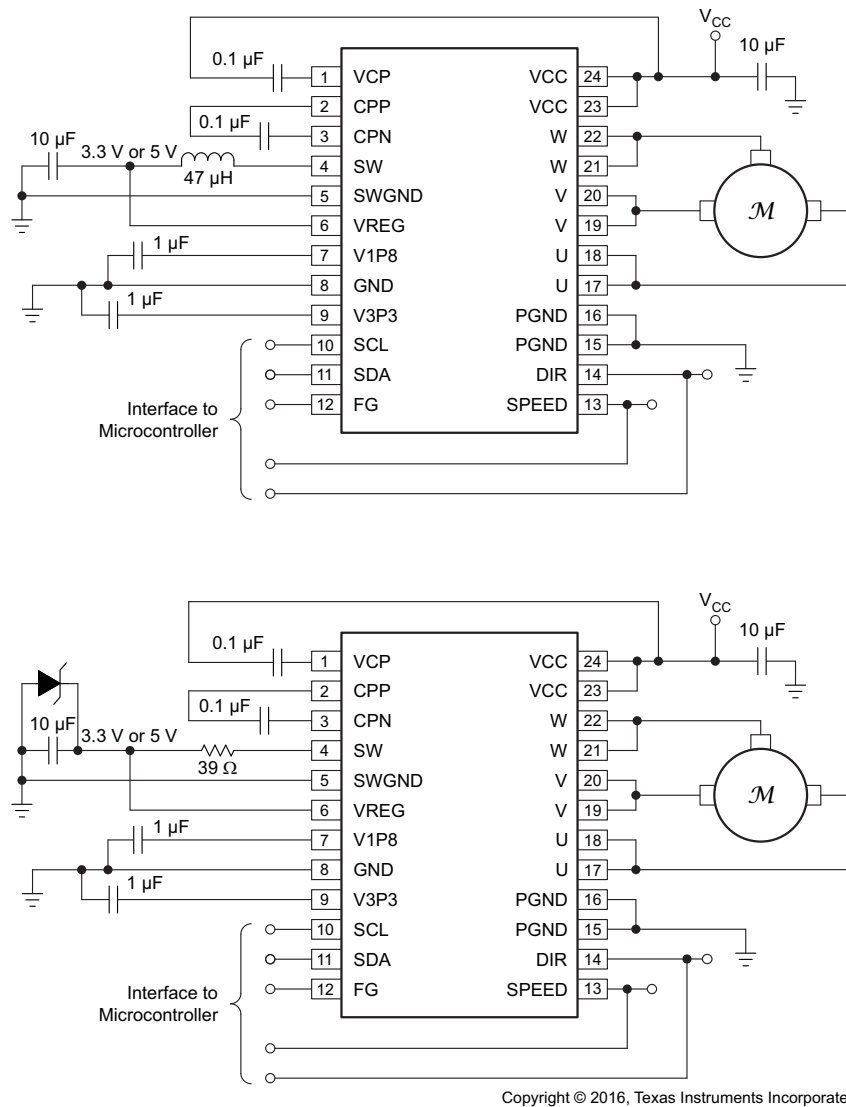 VCC
0.1 µF
10 µF
1 VCP VCC 24
2 CPP VCC 23
0.1 µF
3 CPN W 22
10 µF
3.3 V or 5 V
47 µH
4 SW W 21
5 SWGND V 20
M
6 VREG V 19
1 µF
7 V1P8 U 18
8 GND U 17
1 µF
9 V3P3 PGND 16
10 SCL PGND 15
11 SDA DIR 14
12 FG SPEED 13
Interface to
Microcontroller
VCC
0.1 µF
10 µF
1 VCP VCC 24
2 CPP VCC 23
0.1 µF
3 CPN W 22
10 µF
3.3 V or 5 V
39 Ω
4 SW W 21
5 SWGND V 20
M
6 VREG V 19
1 µF
7 V1P8 U 18
8 GND U 17
1 µF
9 V3P3 PGND 16
10 SCL PGND 15
11 SDA DIR 14
12 FG SPEED 13
Interface to
Microcontroller
Copyright © 2016, Texas Instruments Incorporate